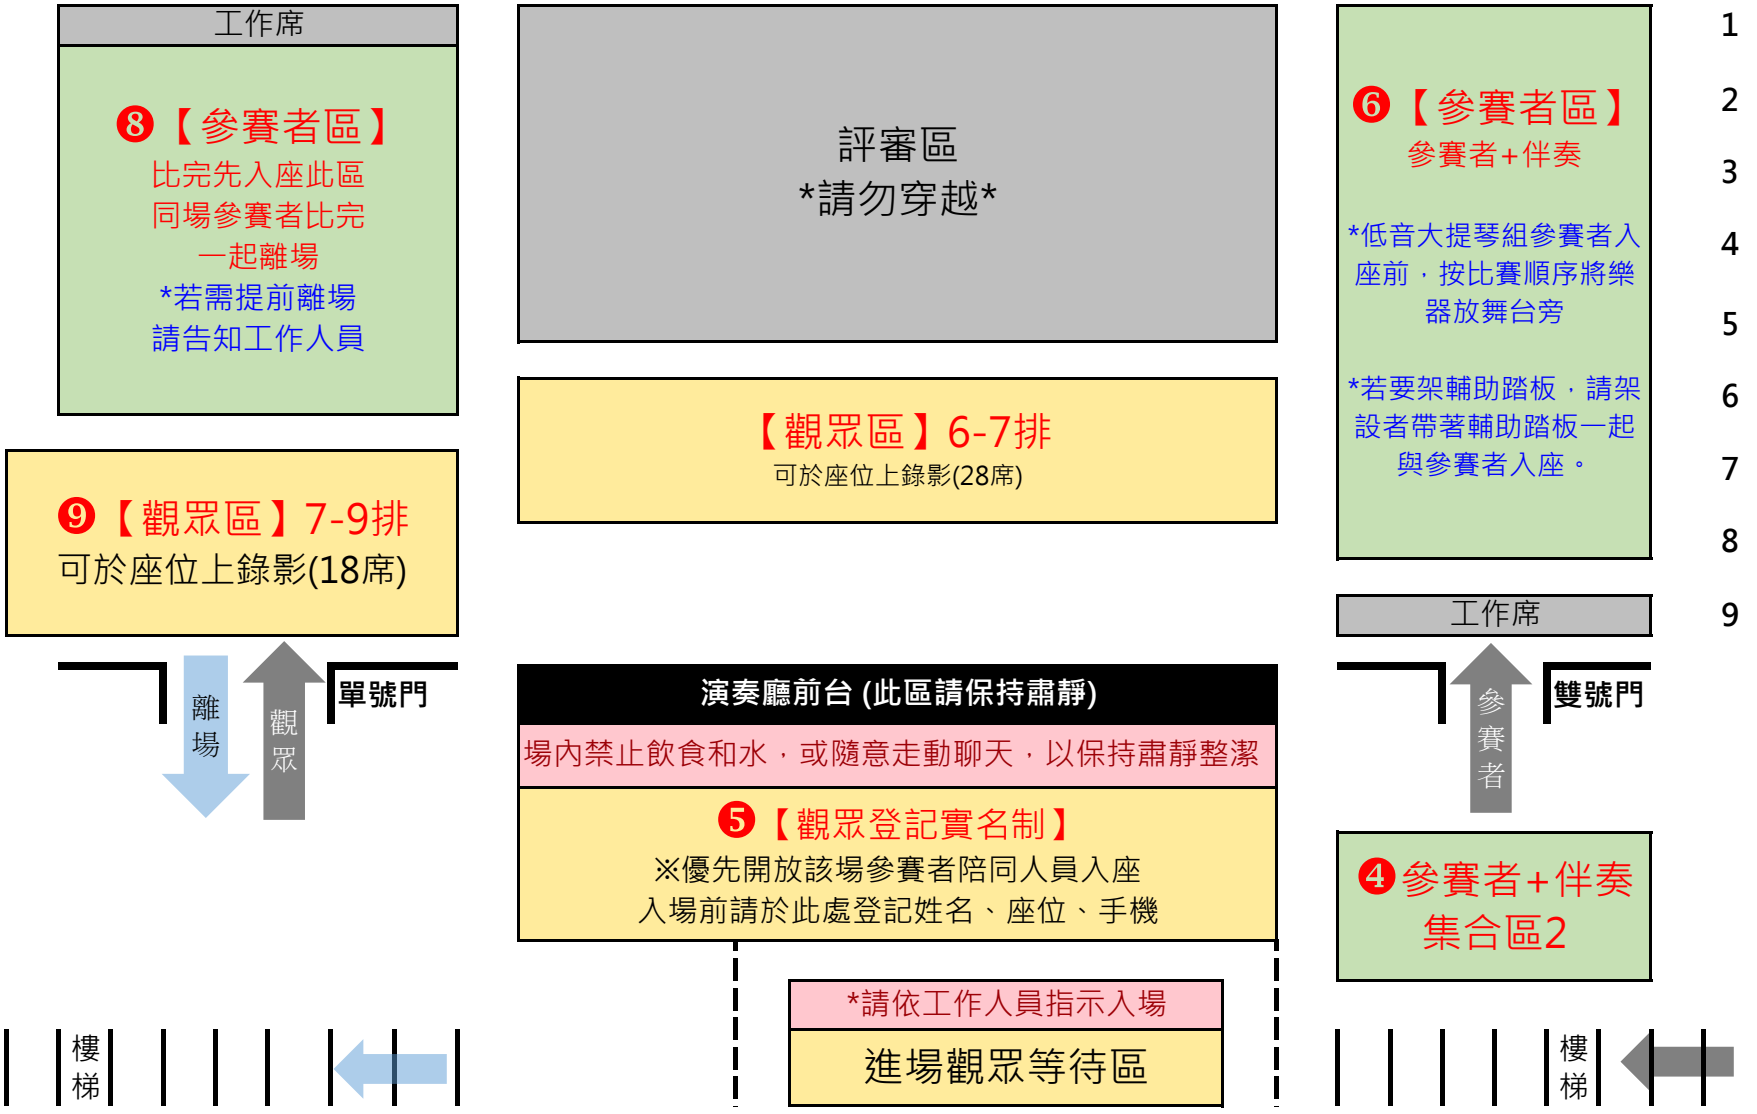 工作席
❽【參賽者區】
比完先入座此區
同場參賽者比完
一起離場
*若需提前離場
請告知工作人員
評審區
*請勿穿越*
❻【參賽者區】
參賽者+伴奏
*低音大提琴組參賽者入
座前，按比賽順序將樂
器放舞台旁
*若要架輔助踏板，請架
設者帶著輔助踏板一起
與參賽者入座。
1
2
3
4
5
6
7
8
9
【觀眾區】6-7排
可於座位上錄影(28席)
❾【觀眾區】7-9排
可於座位上錄影(18席)
工作席
離場
觀眾
單號門
演奏廳前台 (此區請保持肅靜)
場內禁止飲食和水，或隨意走動聊天，以保持肅靜整潔
❺【觀眾登記實名制】
※優先開放該場參賽者陪同人員入座
入場前請於此處登記姓名、座位、手機
參賽者
雙號門
❹參賽者+伴奏
集合區2
*請依工作人員指示入場
進場觀眾等待區
樓梯
樓梯